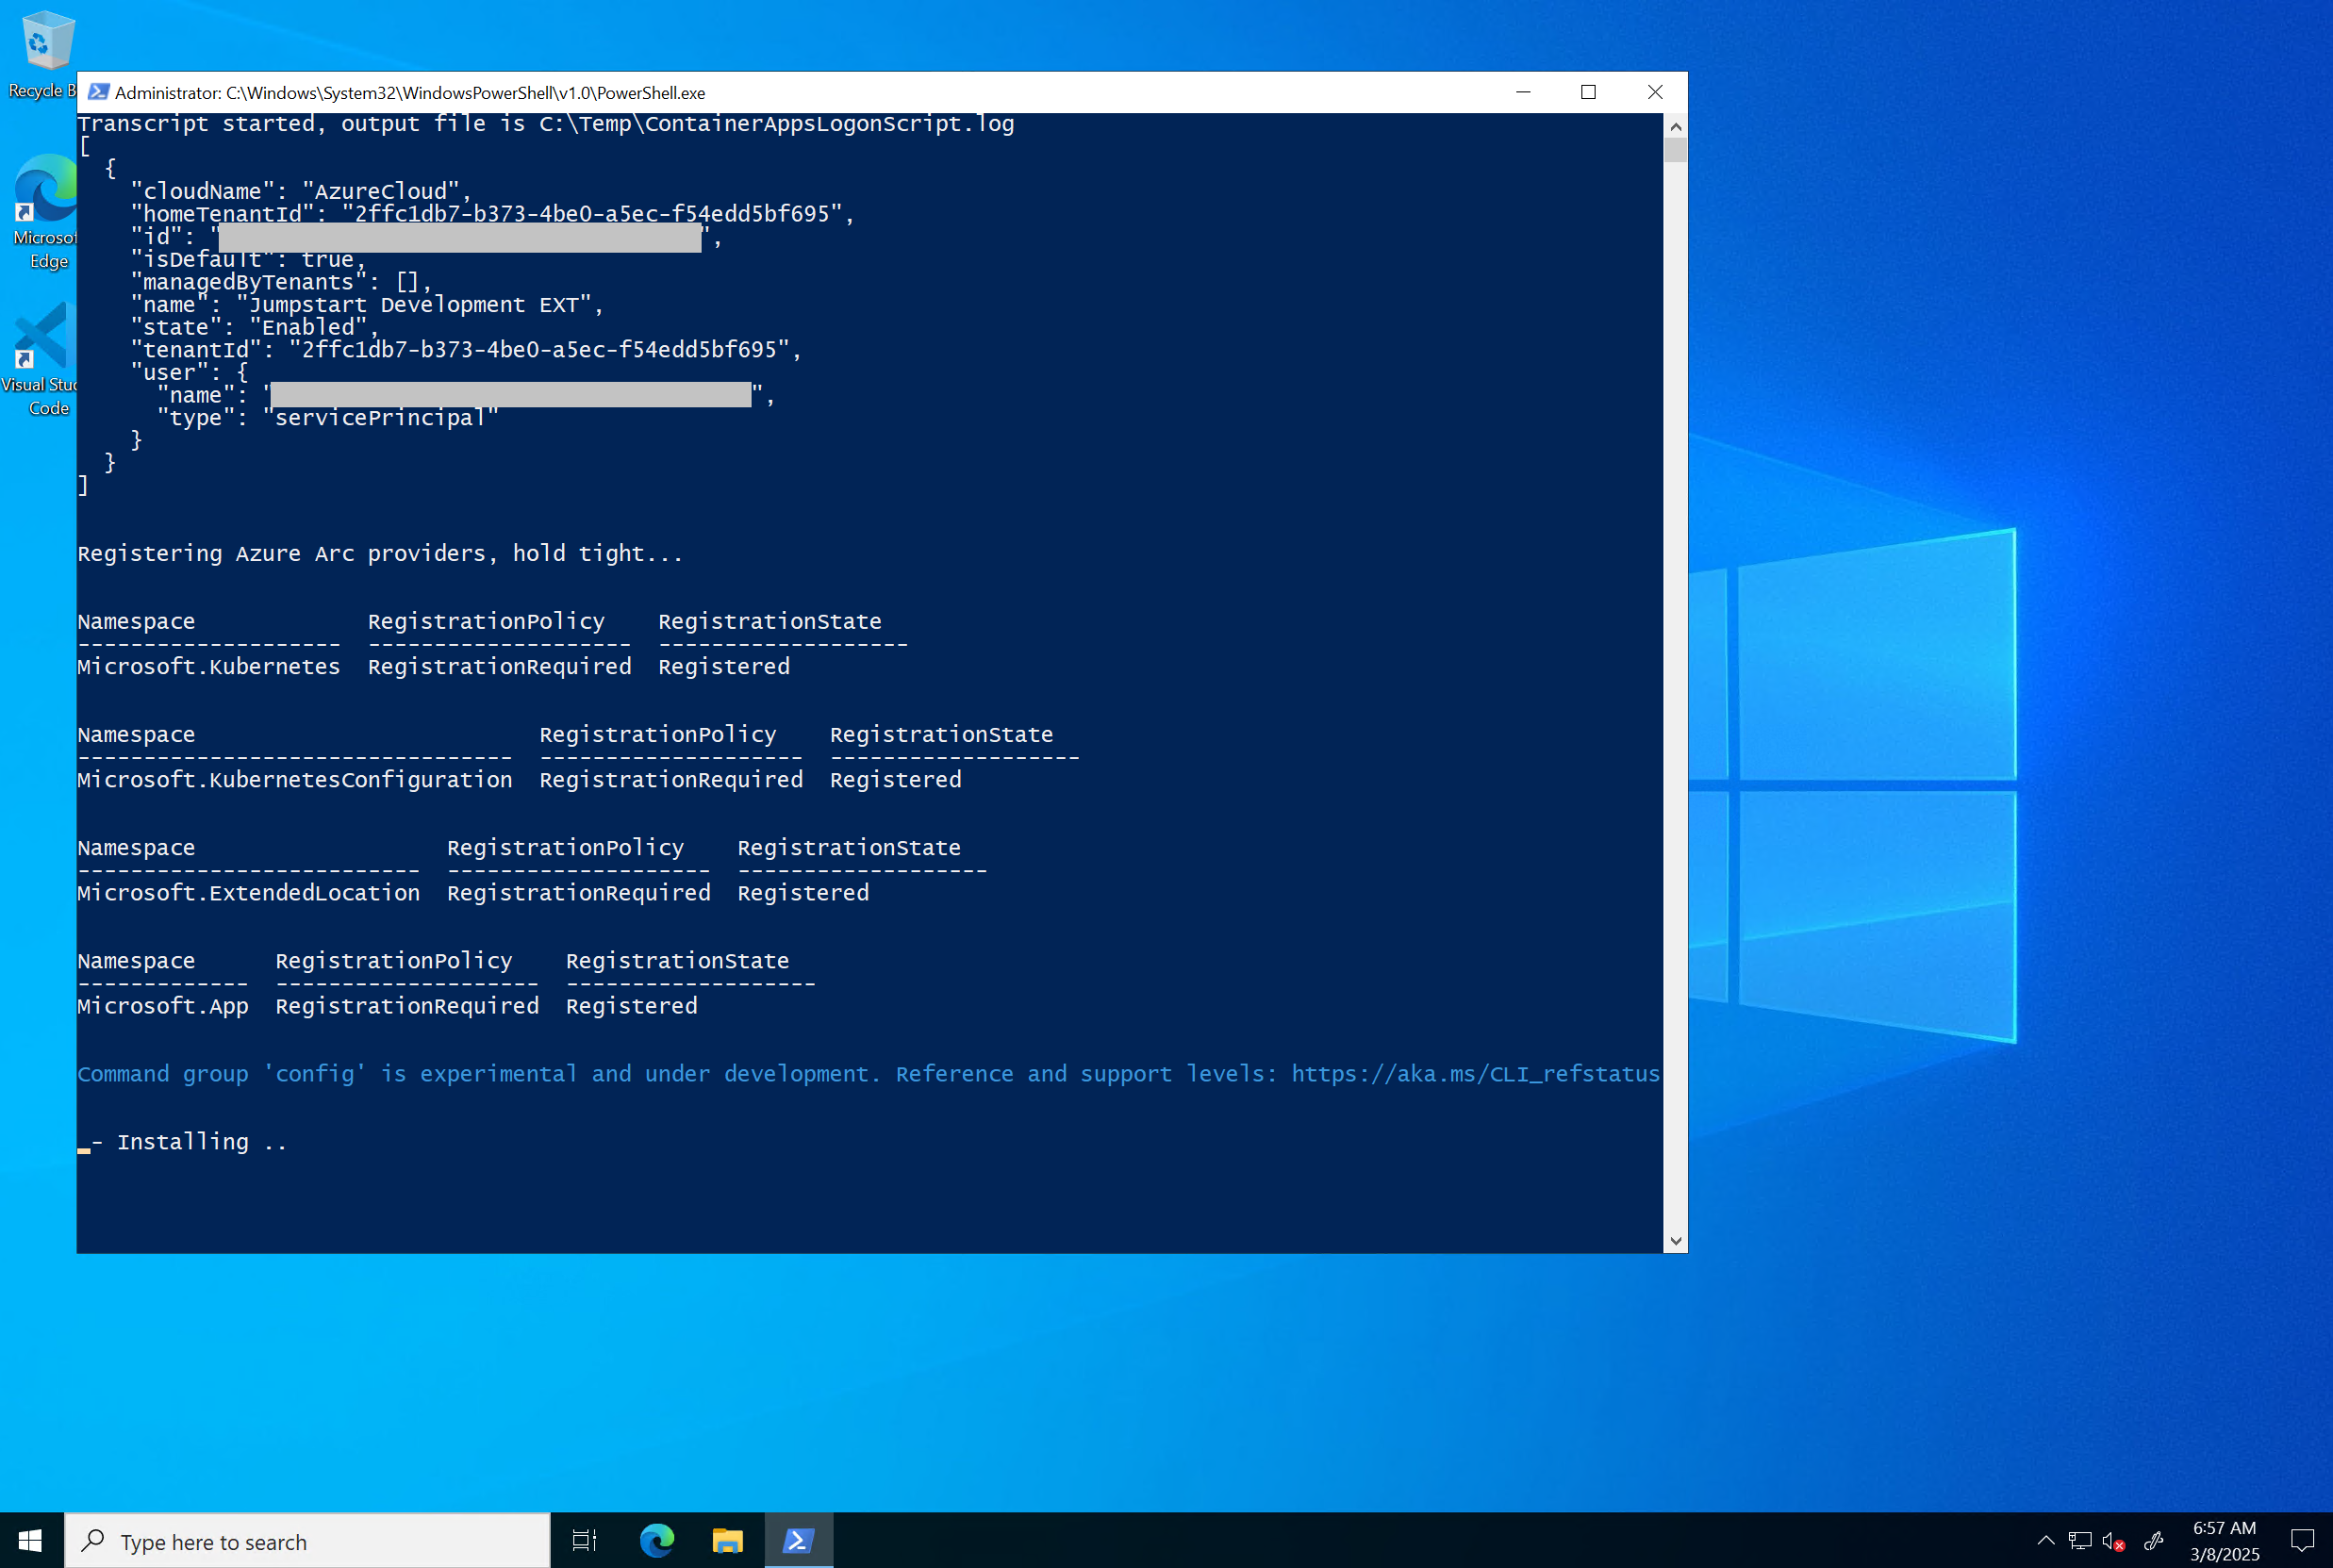 Recycle B
Microsof
Edge
Visual Stud
Code
Administrator: C:\Windows\System32\WindowsPowerShell\v1.0\PowerShell.exe
Transcript started, output file is C:\Temp\ContainerAppsLogonScript.log
[
  {
    "cloudName": "AzureCloud",
    "homeTenantId": "2ffc1db7-b373-4be0-a5ec-f54edd5bf695",
    "id": "",
    "isDefault": true,
    "managedByTenants": [],
    "name": "Jumpstart Development EXT",
    "state": "Enabled",
    "tenantId": "2ffc1db7-b373-4be0-a5ec-f54edd5bf695",
    "user": {
      "name": "",
      "type": "servicePrincipal"
    }
  }
]
Registering Azure Arc providers, hold tight...
Namespace RegistrationPolicy RegistrationState
-------------------- -------------------- -------------------
Microsoft.Kubernetes RegistrationRequired Registered
Namespace RegistrationPolicy RegistrationState
--------------------------------- -------------------- -------------------
Microsoft.KubernetesConfiguration RegistrationRequired Registered
Namespace RegistrationPolicy RegistrationState
-------------------------- -------------------- -------------------
Microsoft.ExtendedLocation RegistrationRequired Registered
Namespace RegistrationPolicy RegistrationState
------------- -------------------- -------------------
Microsoft.App RegistrationRequired Registered
Command group 'config' is experimental and under development. Reference and support levels: https://aka.ms/CLI_refstatus
- Installing ..
Type here to search
6:57 AM
3/8/2025